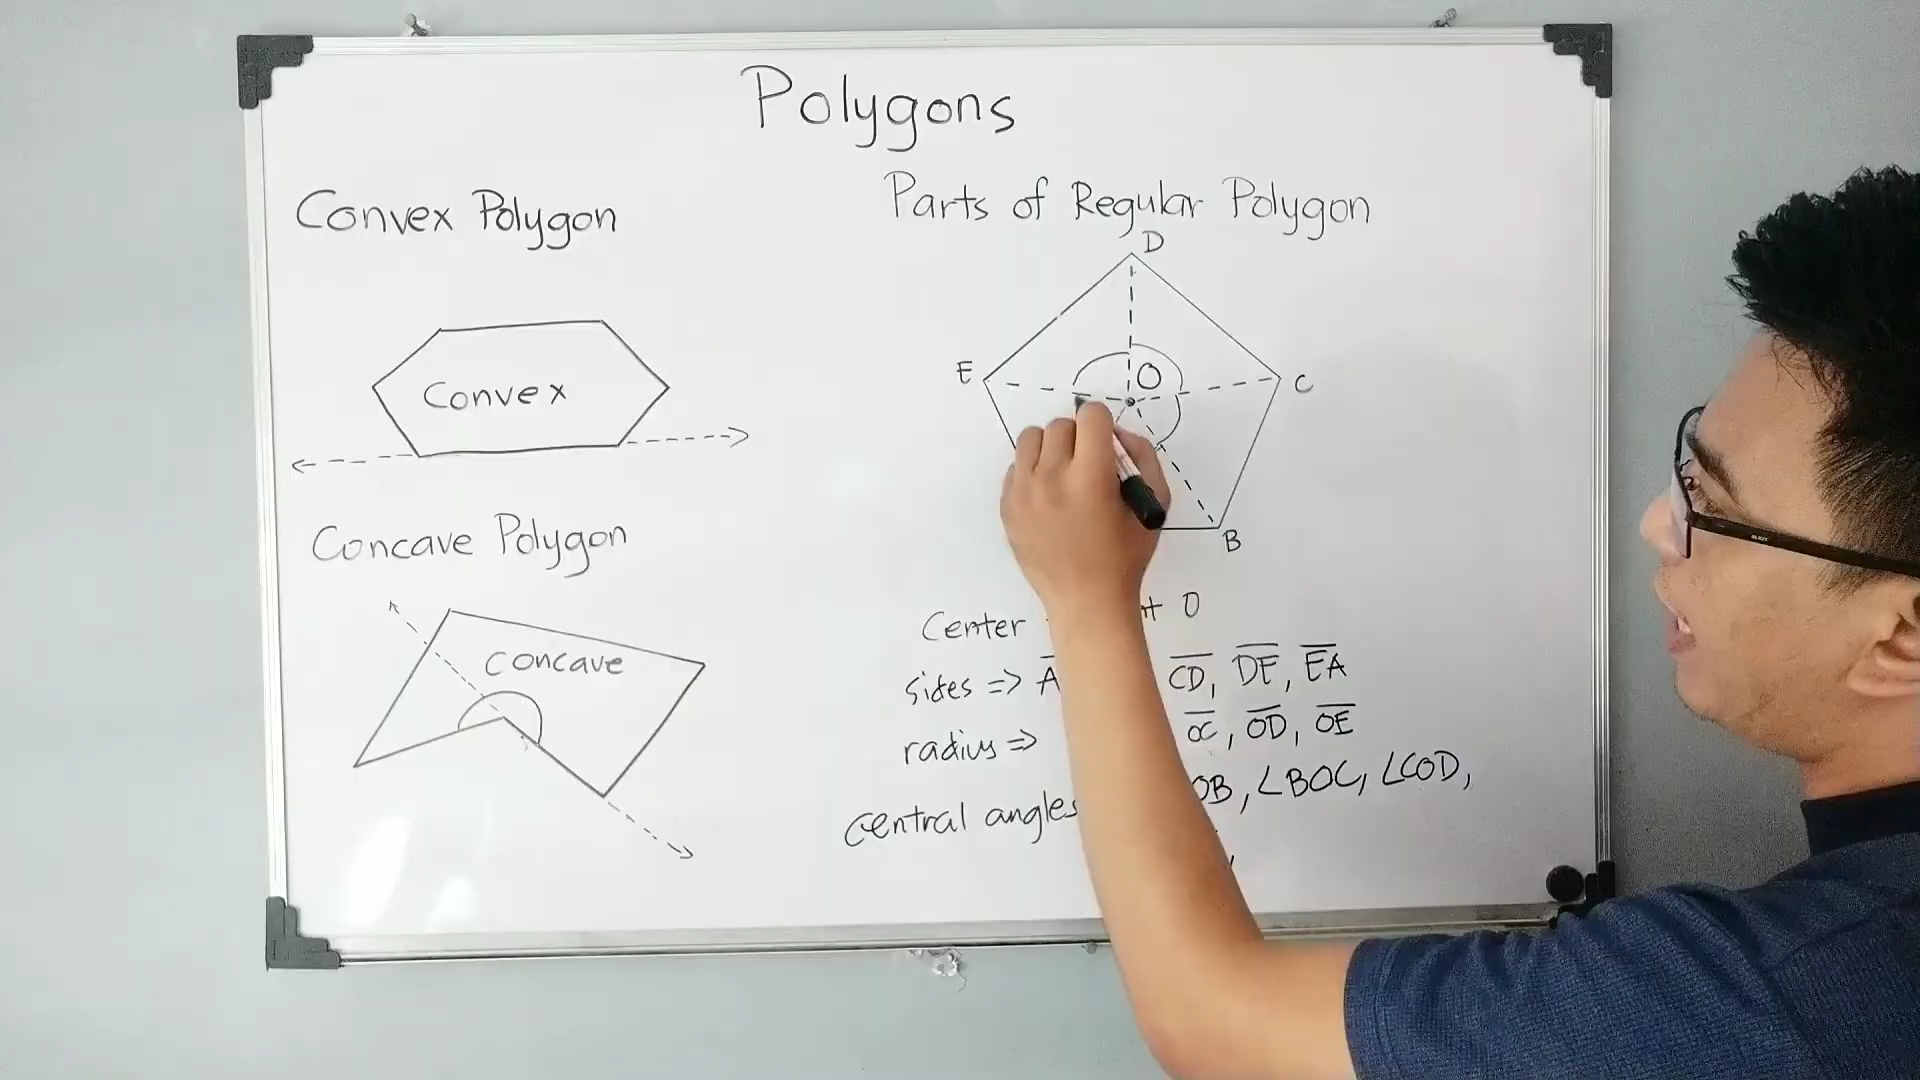 Polygons
Convex Polygon
Convex
Concave Polygon
concave
Parts of Regular Polygon
D
E
O
C
B
Center O
sides => A CD, DE, EA
radius => OC, OD, OE
central angles OB, ∠BOC, ∠COD,